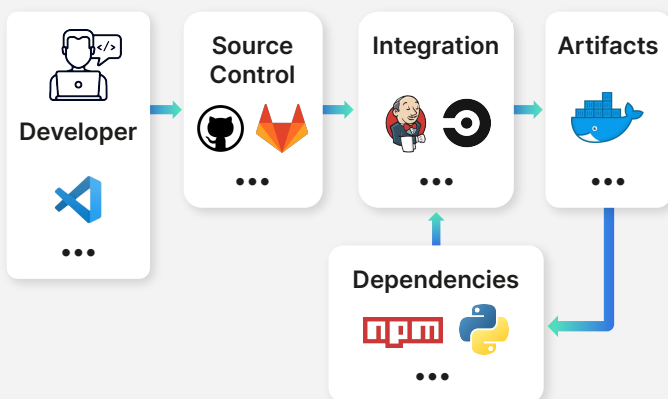 </>
Developer
•••
Source
Control
•••
Integration
•••
Artifacts
•••
Dependencies
npm
•••